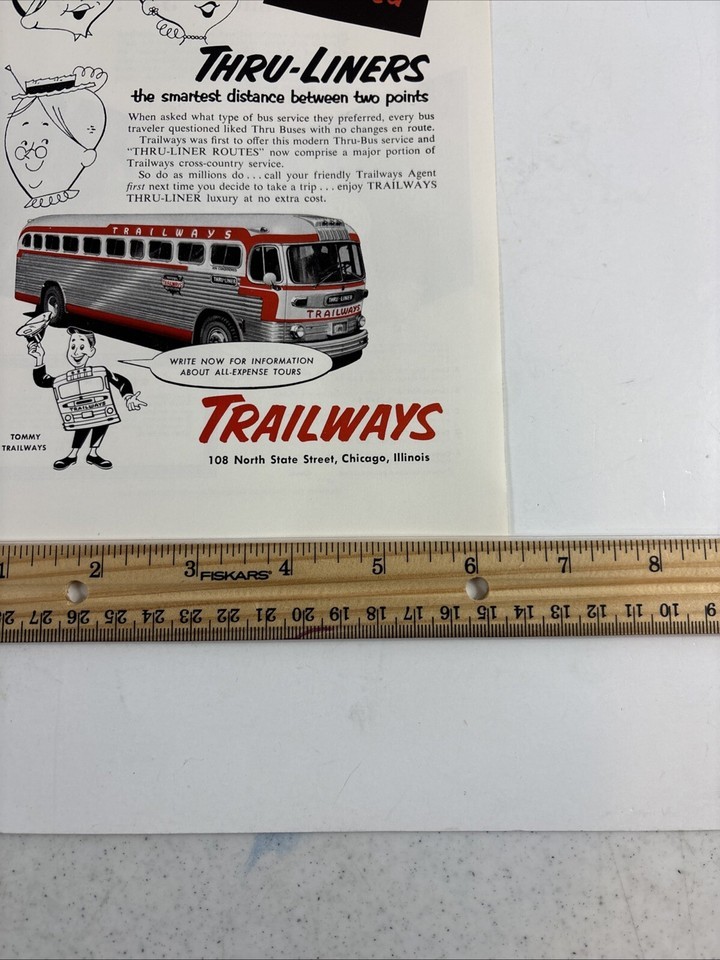 THRU-LINERS
the smartest distance between two points
When asked what type of bus service they preferred, every bus
traveler questioned liked Thru Buses with no changes en route.
Trailways was first to offer this modern Thru-Bus service and
"THRU-LINER ROUTES" now comprise a major portion of
Trailways cross-country service.
So do as millions do . . . call your friendly Trailways Agent
first next time you decide to take a trip . . . enjoy TRAILWAYS
THRU-LINER luxury at no extra cost.
TRAILWAYS
TRAILWAYS
THRU-LINER
THRU-LINER
TRAILWAYS
WRITE NOW FOR INFORMATION
ABOUT ALL-EXPENSE TOURS
TRAILWAYS
TOMMY
TRAILWAYS
TRAILWAYS
108 North State Street, Chicago, Illinois
1 2 3 FISKARS® 4 5 6 7 8
28 27 26 25 24 23 22 21 20 19 18 17 16 15 14 13 12 11 10 9